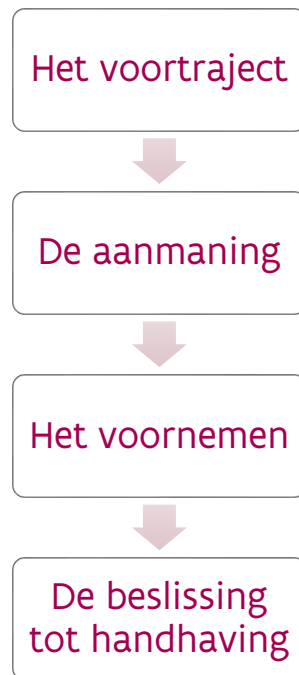 Het voortraject
De aanmaning
Het voornemen
De beslissing
tot handhaving